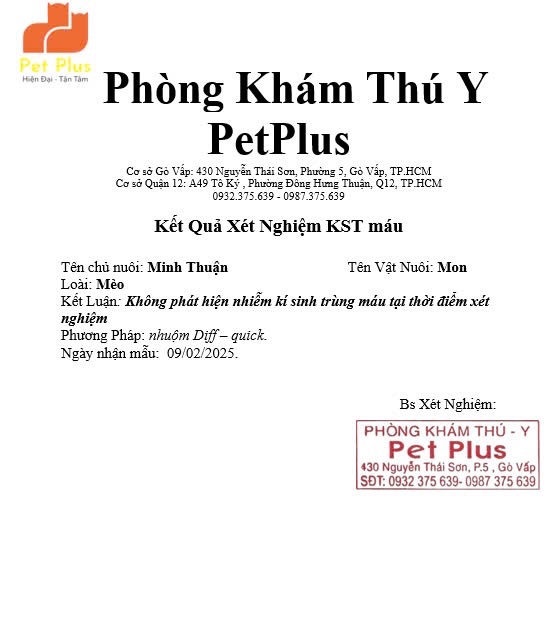 Pet Plus
Hiện Đại - Tận Tâm
Phòng Khám Thú Y
PetPlus
Cơ sở Gò Vấp: 430 Nguyễn Thái Sơn, Phường 5, Gò Vấp, TP.HCM
Cơ sở Quận 12: A49 Tô Ký , Phường Đông Hưng Thuận, Q12, TP.HCM
0932.375.639 - 0987.375.639
Kết Quả Xét Nghiệm KST máu
Tên chủ nuôi: Minh Thuận Tên Vật Nuôi: Mon
Loài: Mèo
Kết Luận: Không phát hiện nhiễm kí sinh trùng máu tại thời điểm xét
nghiệm
Phương Pháp: nhuộm Diff – quick.
Ngày nhận mẫu: 09/02/2025.
Bs Xét Nghiệm:
PHÒNG KHÁM THÚ - Y
Pet Plus
430 Nguyễn Thái Sơn, P.5 , Gò Vấp
SĐT: 0932 375 639- 0987 375 639